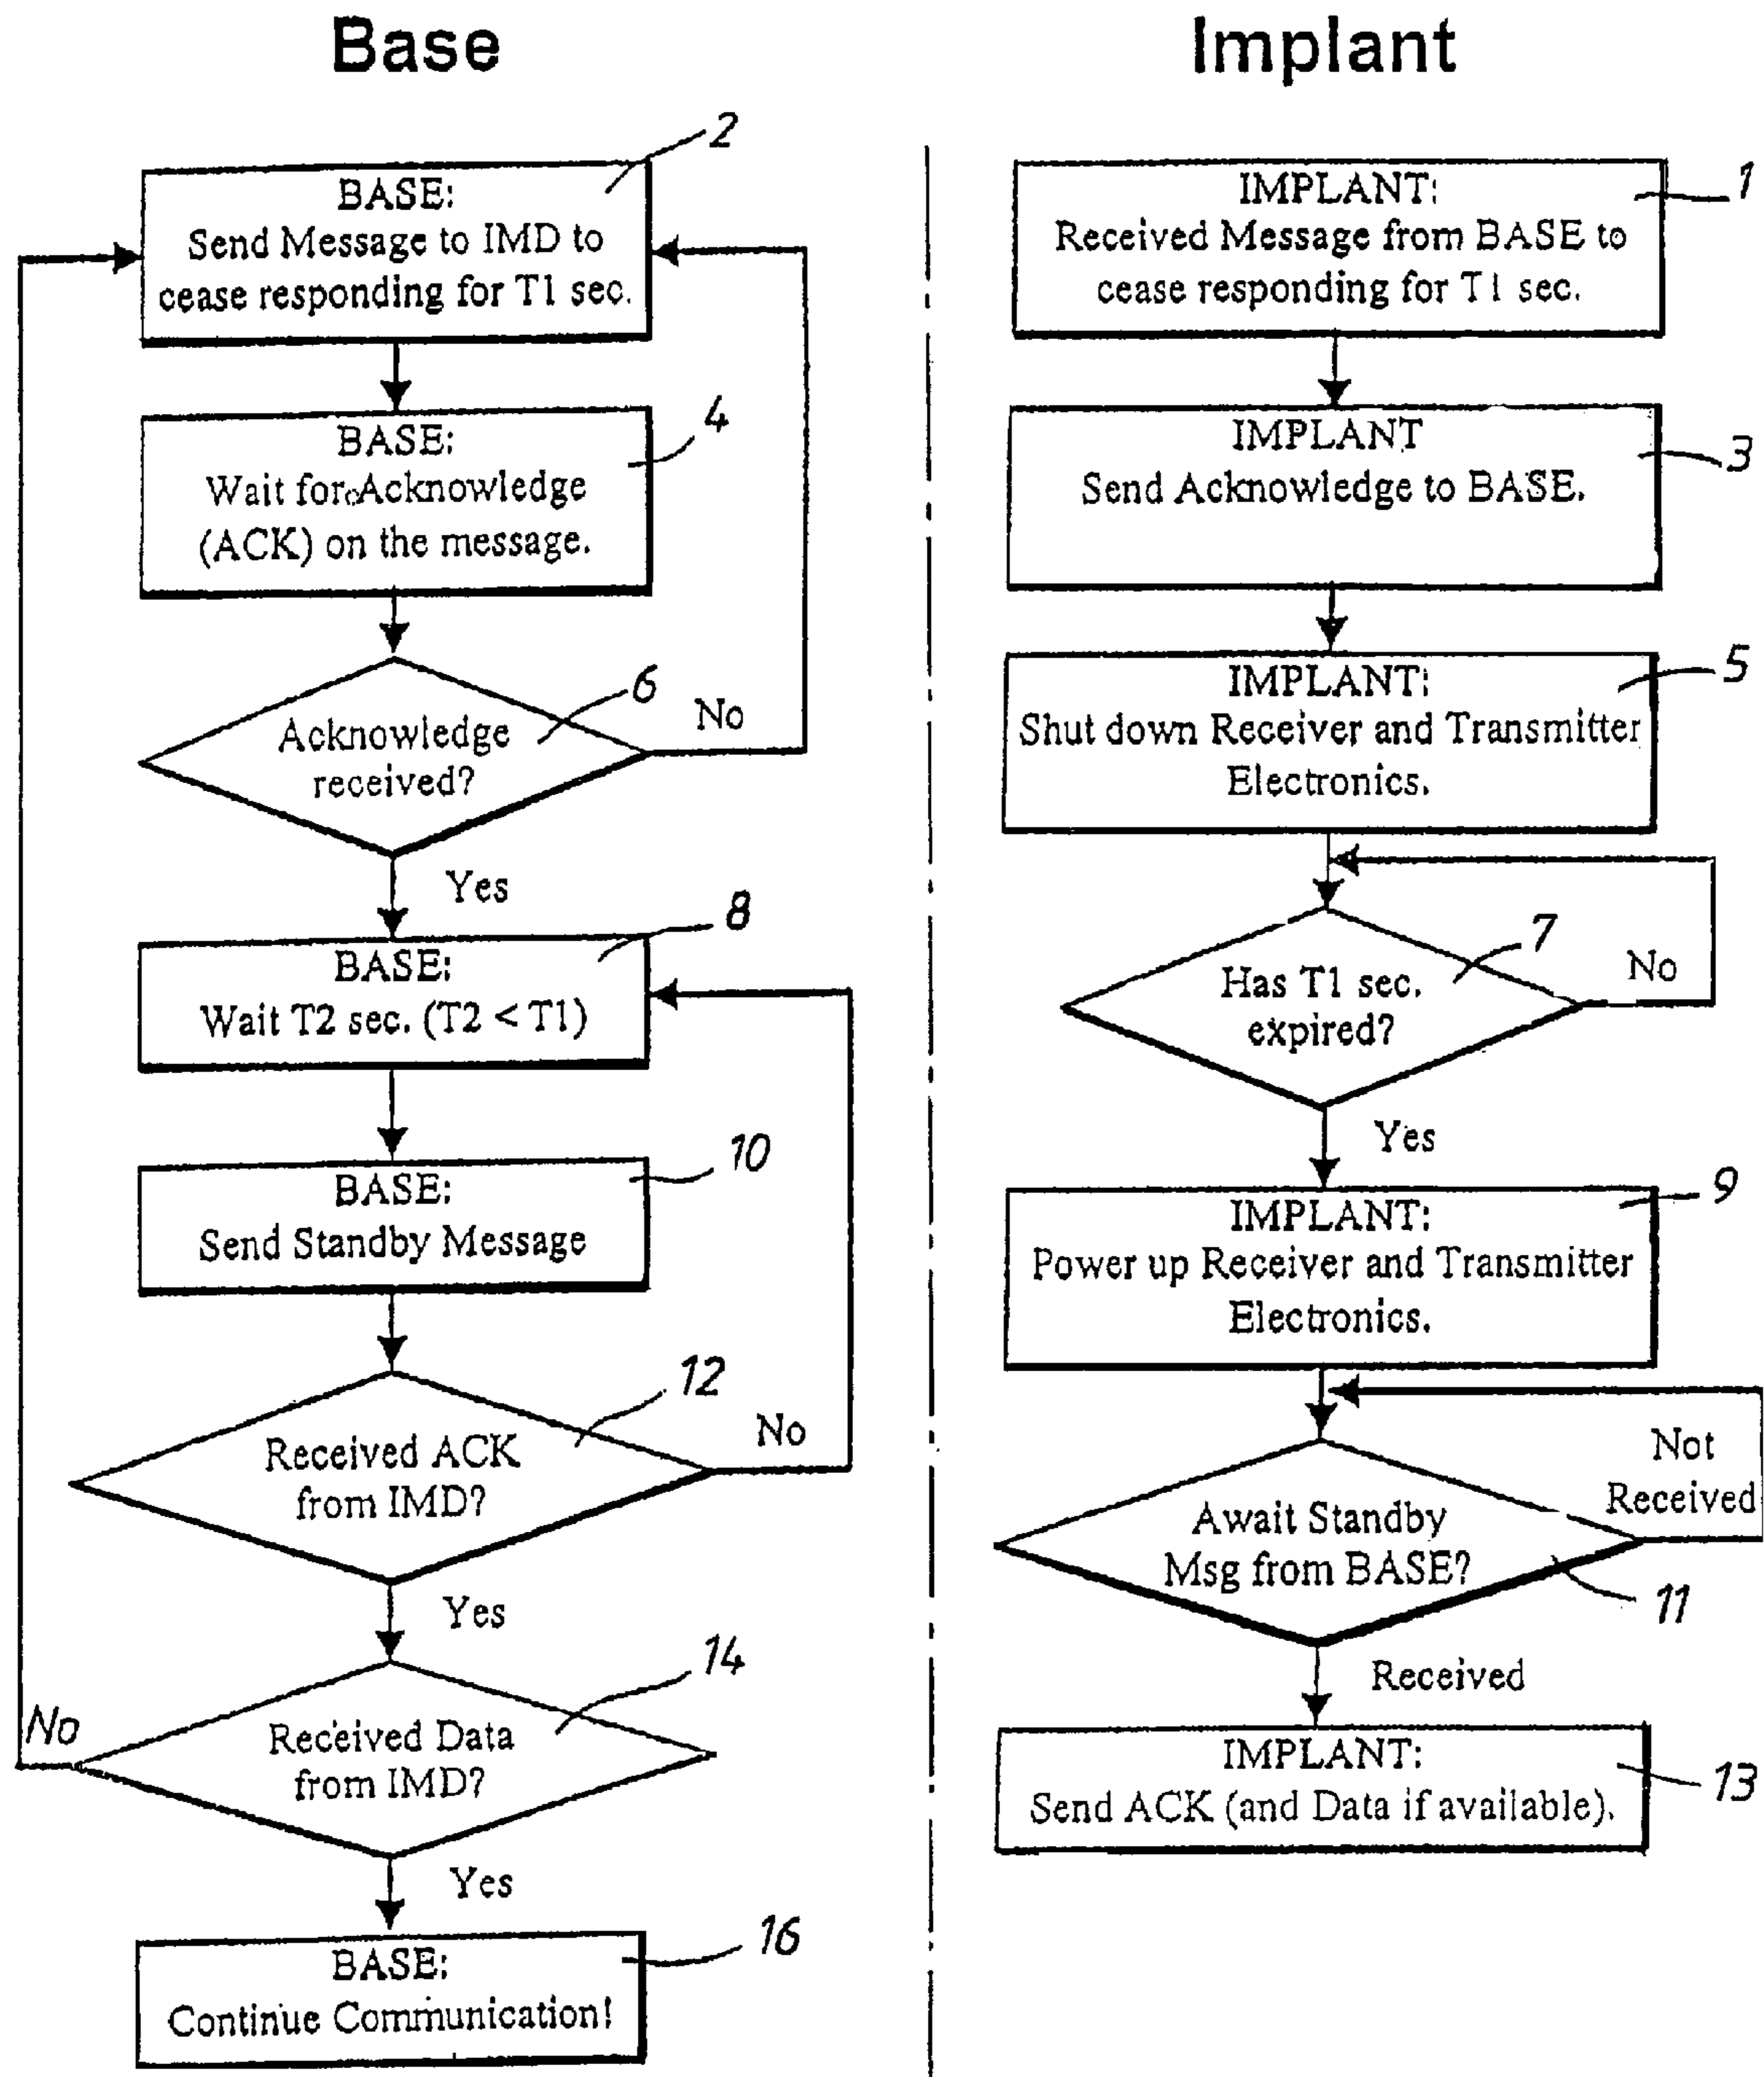 Base
2
BASE:
Send Message to IMD to
cease responding for T1 sec.
4
BASE:
Wait for Acknowledge
(ACK) on the message.
6
Acknowledge
received?
No
Yes
8
BASE:
Wait T2 sec. (T2 < T1)
10
BASE:
Send Standby Message
12
Received ACK
from IMD?
No
Yes
14
Received Data
from IMD?
No
Yes
16
BASE:
Continue Communication!
Implant
1
IMPLANT:
Received Message from BASE to
cease responding for T1 sec.
3
IMPLANT
Send Acknowledge to BASE.
5
IMPLANT:
Shut down Receiver and Transmitter
Electronics.
7
Has T1 sec.
expired?
No
Yes
9
IMPLANT:
Power up Receiver and Transmitter
Electronics.
Not
Received
Await Standby
Msg from BASE?
11
Received
IMPLANT:
Send ACK (and Data if available).
13